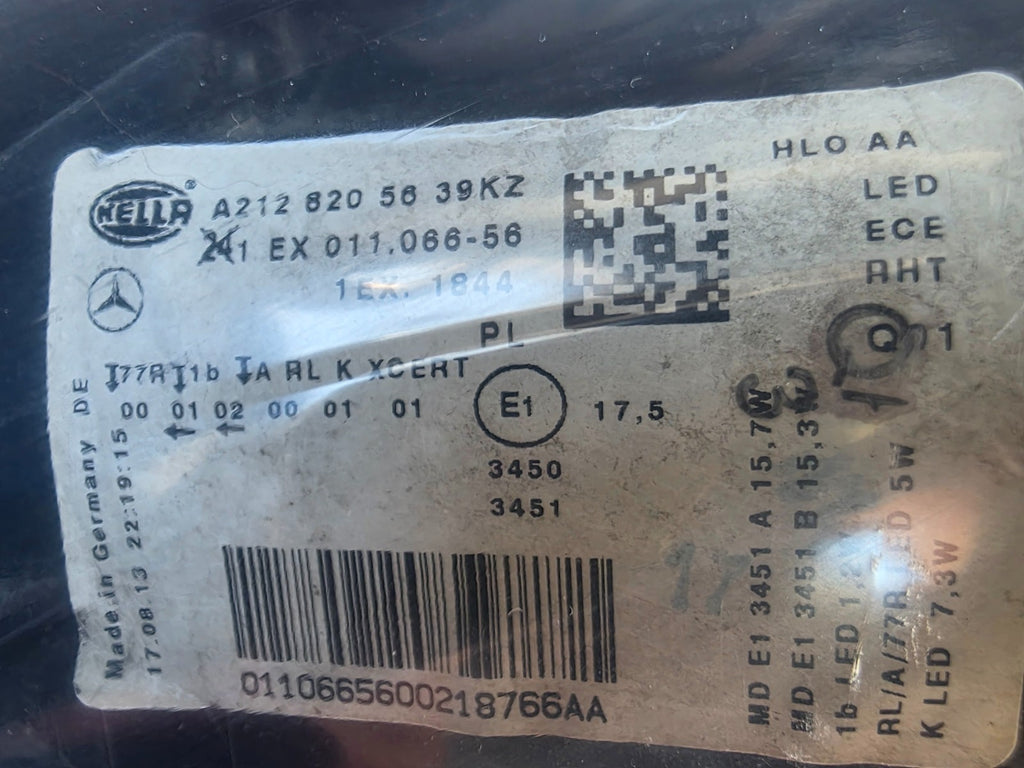 HELLA® A212 820 56 39KZ
1 EX 011.066-56
1EX. 1844
PL
77R 1b A RL K XCERT
00 01 02 00 01 01
E1
17,5
3450
3451
0110665600218766AA
DE
Made in Germany
17.08.13 22:19:15
HLO AA
LED
ECE
RHT
Q 1
MD E1 3451 A 15,7W
MD E1 3451 B 15,3W
1b LED
RL/A/77R LED 5W
K LED 7,3W